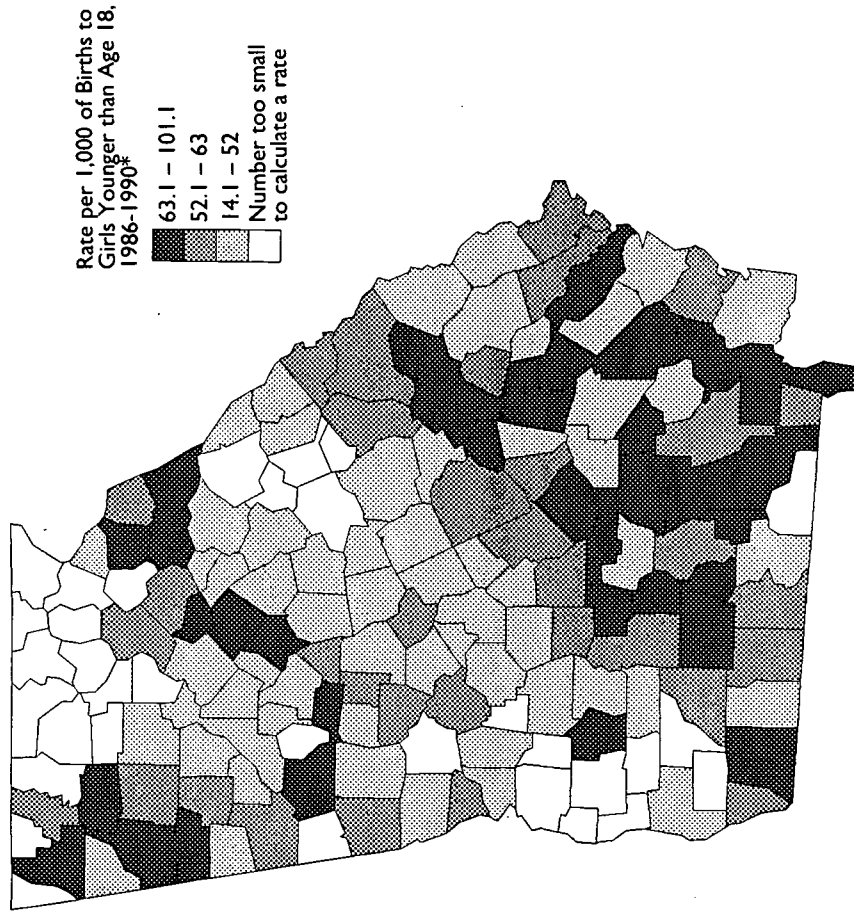 Rate per 1,000 of Births to
Girls Younger than Age 18,
1986-1990*
63.1 – 101.1
52.1 – 63
14.1 – 52
Number too small
to calculate a rate